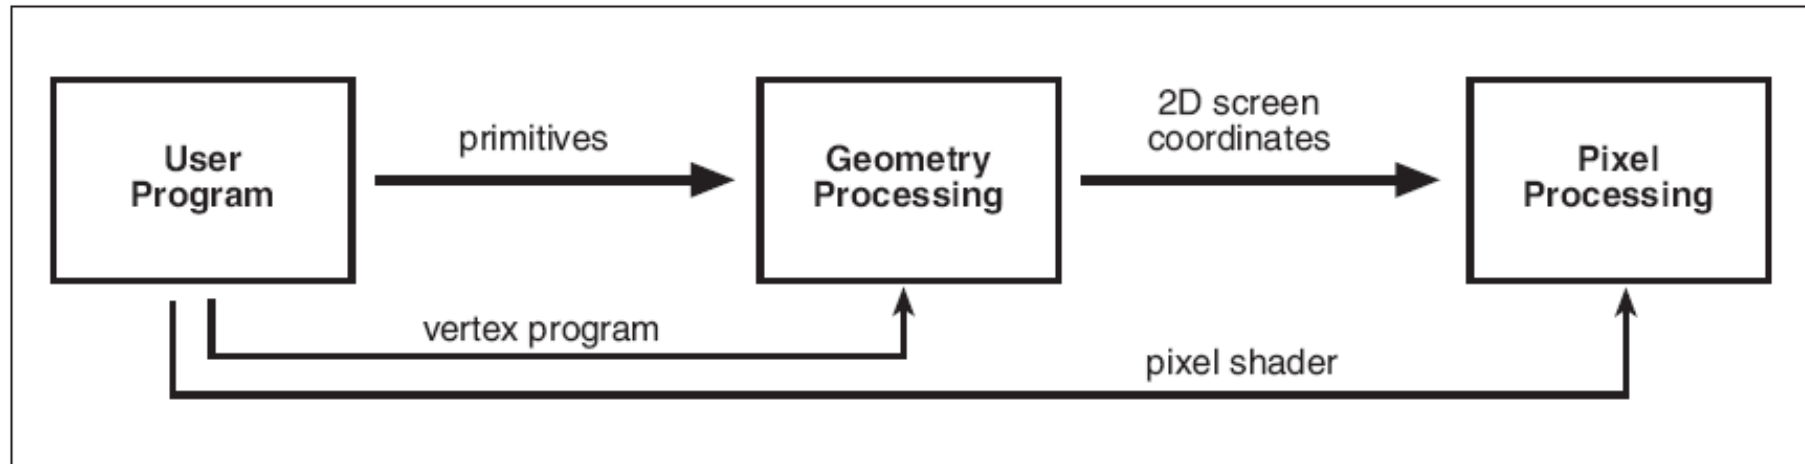 User
Program
primitives
Geometry
Processing
2D screen
coordinates
Pixel
Processing
vertex program
pixel shader